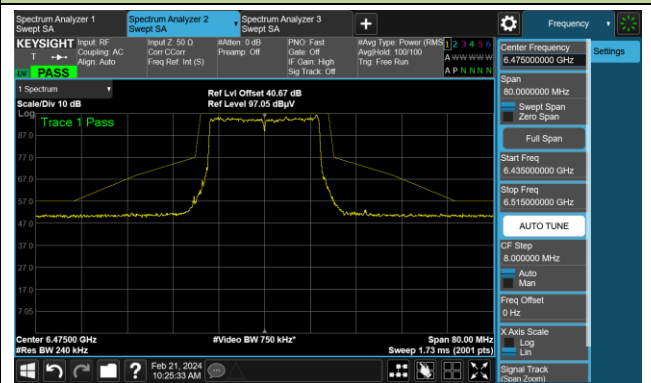 Spectrum Analyzer 1
Swept SA
Spectrum Analyzer 2
Swept SA
Spectrum Analyzer 3
Swept SA
+
Frequency
KEYSIGHT
Input: RF
Coupling: AC
Align: Auto
Input Z: 50 Ω
Corr CCorr
Freq Ref: Int (S)
#Atten: 0 dB
Preamp: Off
PNO: Fast
Gate: Off
IF Gain: High
Sig Track: Off
#Avg Type: Power (RMS
Avg|Hold: 100/100
Trig: Free Run
1 2 3 4 5 6
A W W W W W
A P N N N N
PASS
1 Spectrum
Scale/Div 10 dB
Log
Ref Lvl Offset 40.67 dB
Ref Level 97.05 dBµV
Trace 1 Pass
87.0
77.0
67.0
57.0
47.0
37.0
27.0
17.0
7.05
Center 6.47500 GHz
#Res BW 240 kHz
#Video BW 750 kHz*
Span 80.00 MHz
Sweep 1.73 ms (2001 pts)
Center Frequency
6.475000000 GHz
Settings
Span
80.0000000 MHz
Swept Span
Zero Span
Full Span
Start Freq
6.435000000 GHz
Stop Freq
6.515000000 GHz
AUTO TUNE
CF Step
8.000000 MHz
Auto
Man
Freq Offset
0 Hz
X Axis Scale
Log
Lin
Signal Track
(Span Zoom)
?
Feb 21, 2024
10:25:33 AM